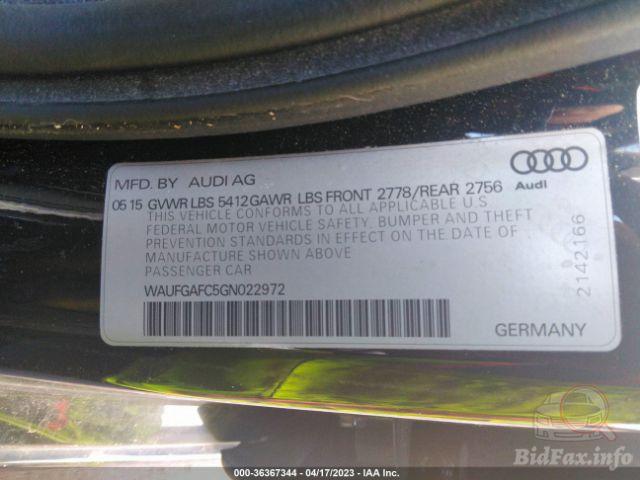 MFD. BY AUDI AG
Audi
05 15 GVWR LBS 5412 GAWR LBS FRONT 2778/REAR 2756
THIS VEHICLE CONFORMS TO ALL APPLICABLE U.S
FEDERAL MOTOR VEHICLE SAFETY, BUMPER AND THEFT
PREVENTION STANDARDS IN EFFECT ON THE DATE OF
MANUFACTURE SHOWN ABOVE
PASSENGER CAR
WAUFGAFC5GN022972
2142166
GERMANY
000-36367344 - 04/17/2023 - IAA Inc.
BidFax.info